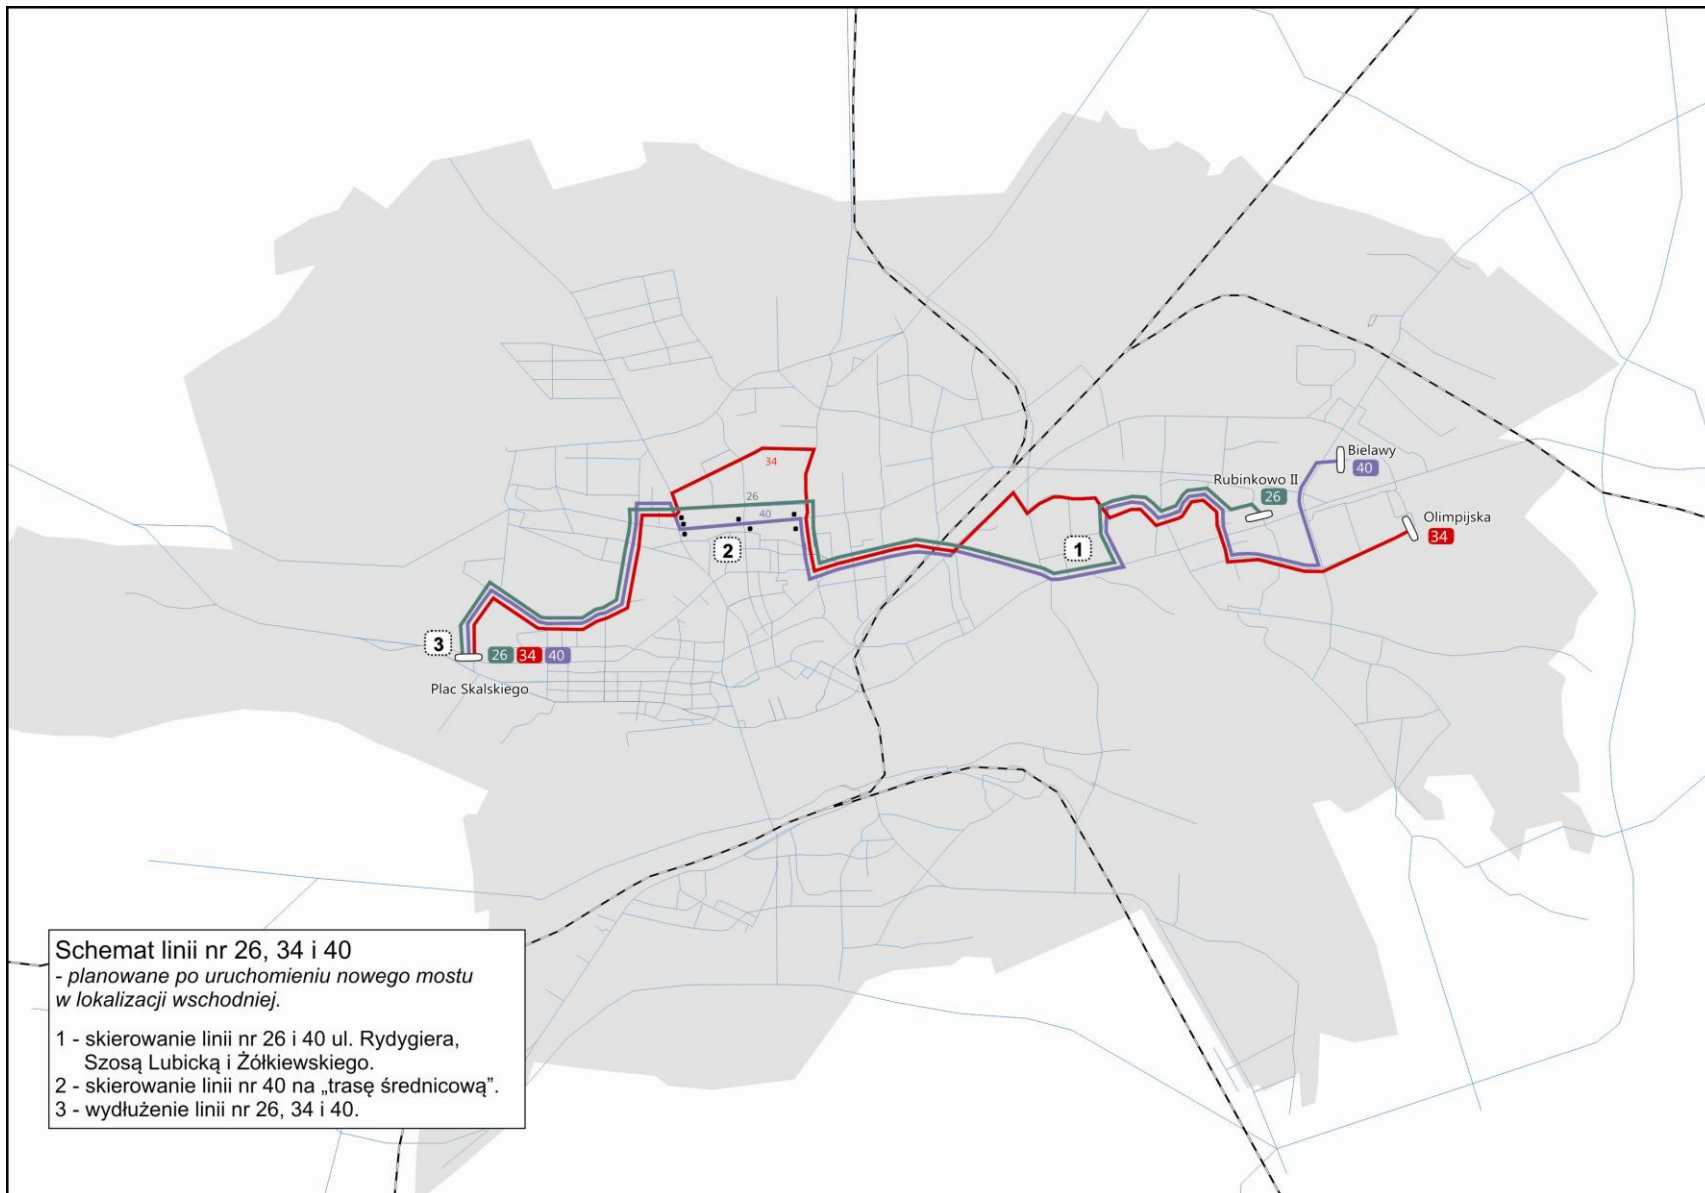 34
26
40
Bielawy
40
Rubinkowo II
26
Olimpijska
34
1
2
3
26 34 40
Plac Skalskiego
Schemat linii nr 26, 34 i 40
- planowane po uruchomieniu nowego mostu
w lokalizacji wschodniej.
1 - skierowanie linii nr 26 i 40 ul. Rydygiera,
Szosą Lubicką i Żółkiewskiego.
2 - skierowanie linii nr 40 na „trasę średnicową”.
3 - wydłużenie linii nr 26, 34 i 40.